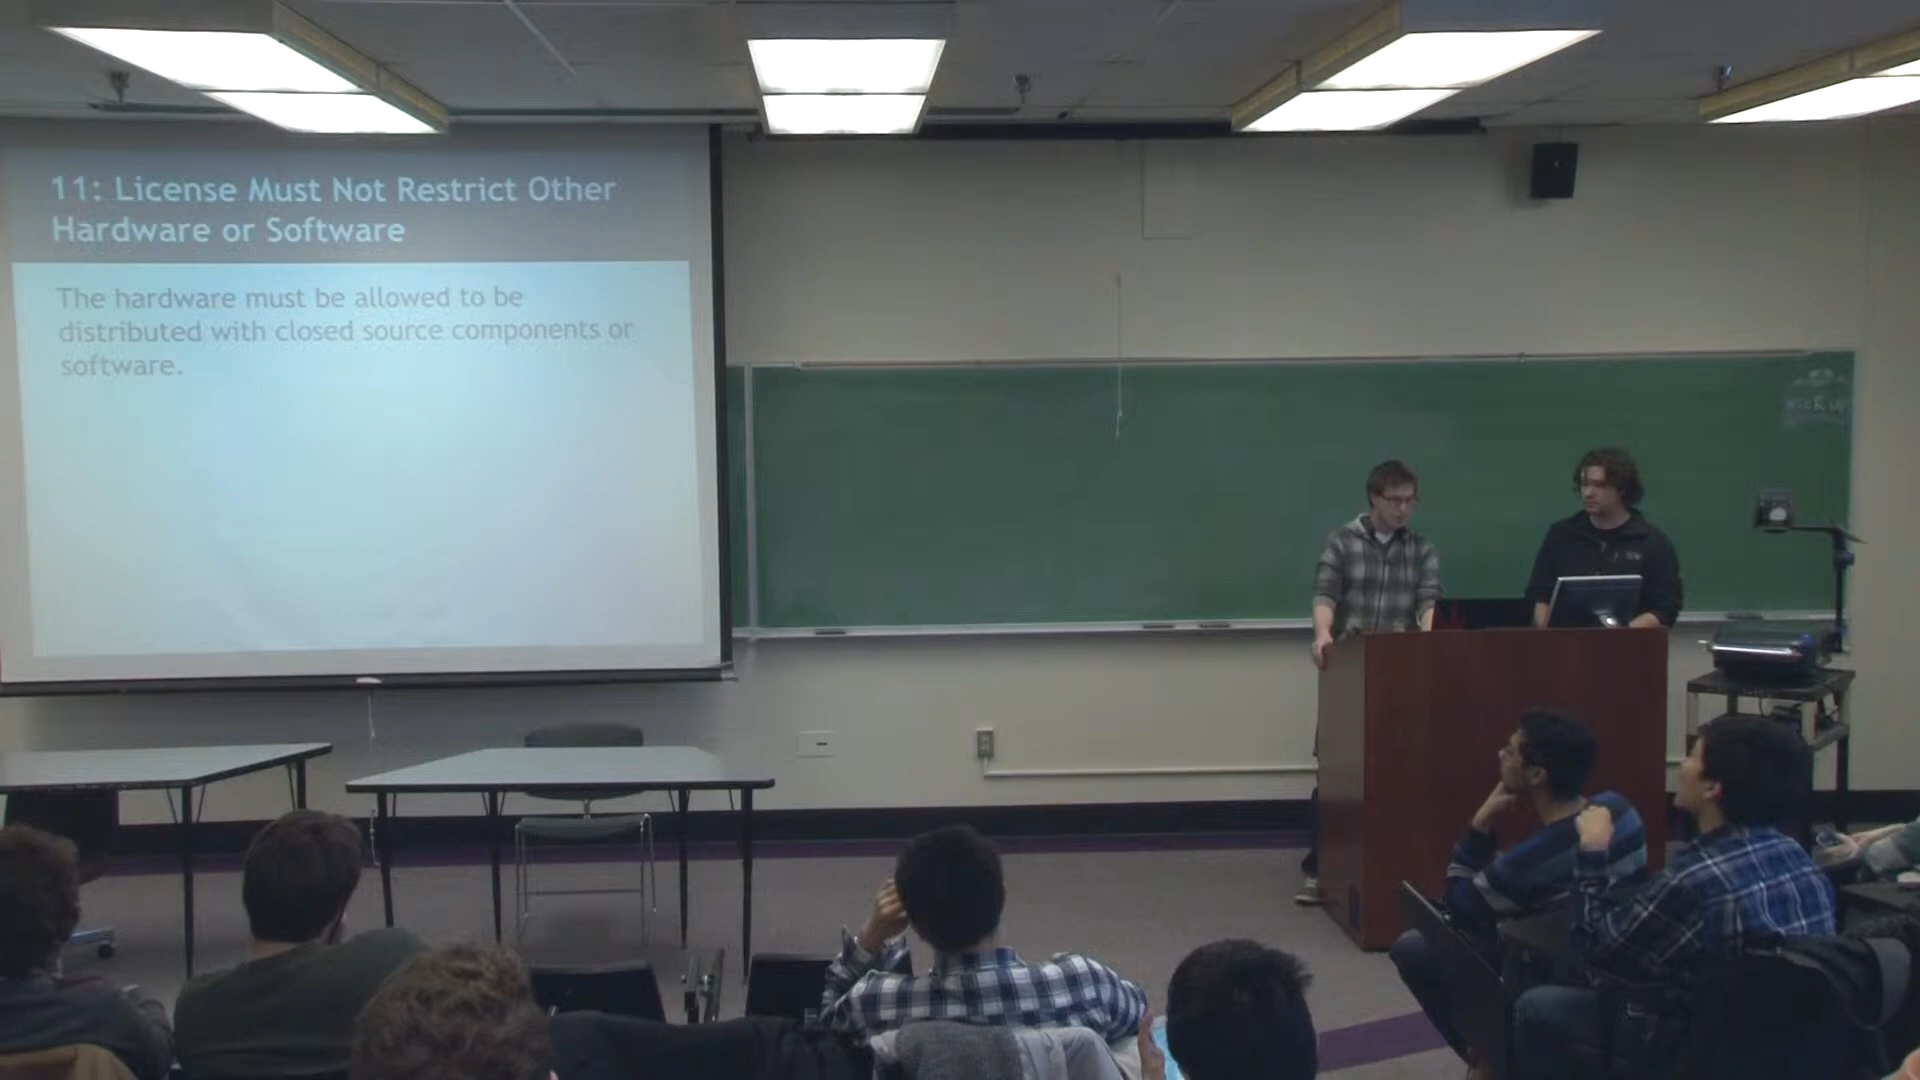 11: License Must Not Restrict Other
Hardware or Software
The hardware must be allowed to be
distributed with closed source components or
software.